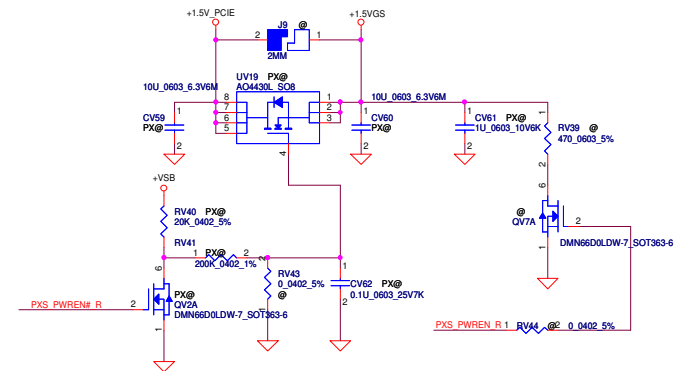 +1.5V_PCIE
+1.5VGS
J9 @
2 1
2MM
UV19 PX@
AO4430L_SO8
10U_0603_6.3V6M
10U_0603_6.3V6M
8 1
7 2
6 3
5
4
CV59
PX@
1
2
CV60
PX@
1
2
CV61 PX@
1U_0603_10V6K
1
2
1
RV39 @
470_0603_5%
2
+VSB
RV40 PX@
20K_0402_5%
RV41
PX@
1 2
200K_0402_1%
6
PX@
QV2A
DMN66D0LDW-7_SOT363-6
PXS_PWREN#_R 2
1
2
RV43
0_0402_5%
@
1
1
CV62 PX@
0.1U_0603_25V7K
2
6
@
QV7A
2
DMN66D0LDW-7_SOT363-6
1
PXS_PWREN_R 1 RV44 @ 2 0_0402_5%